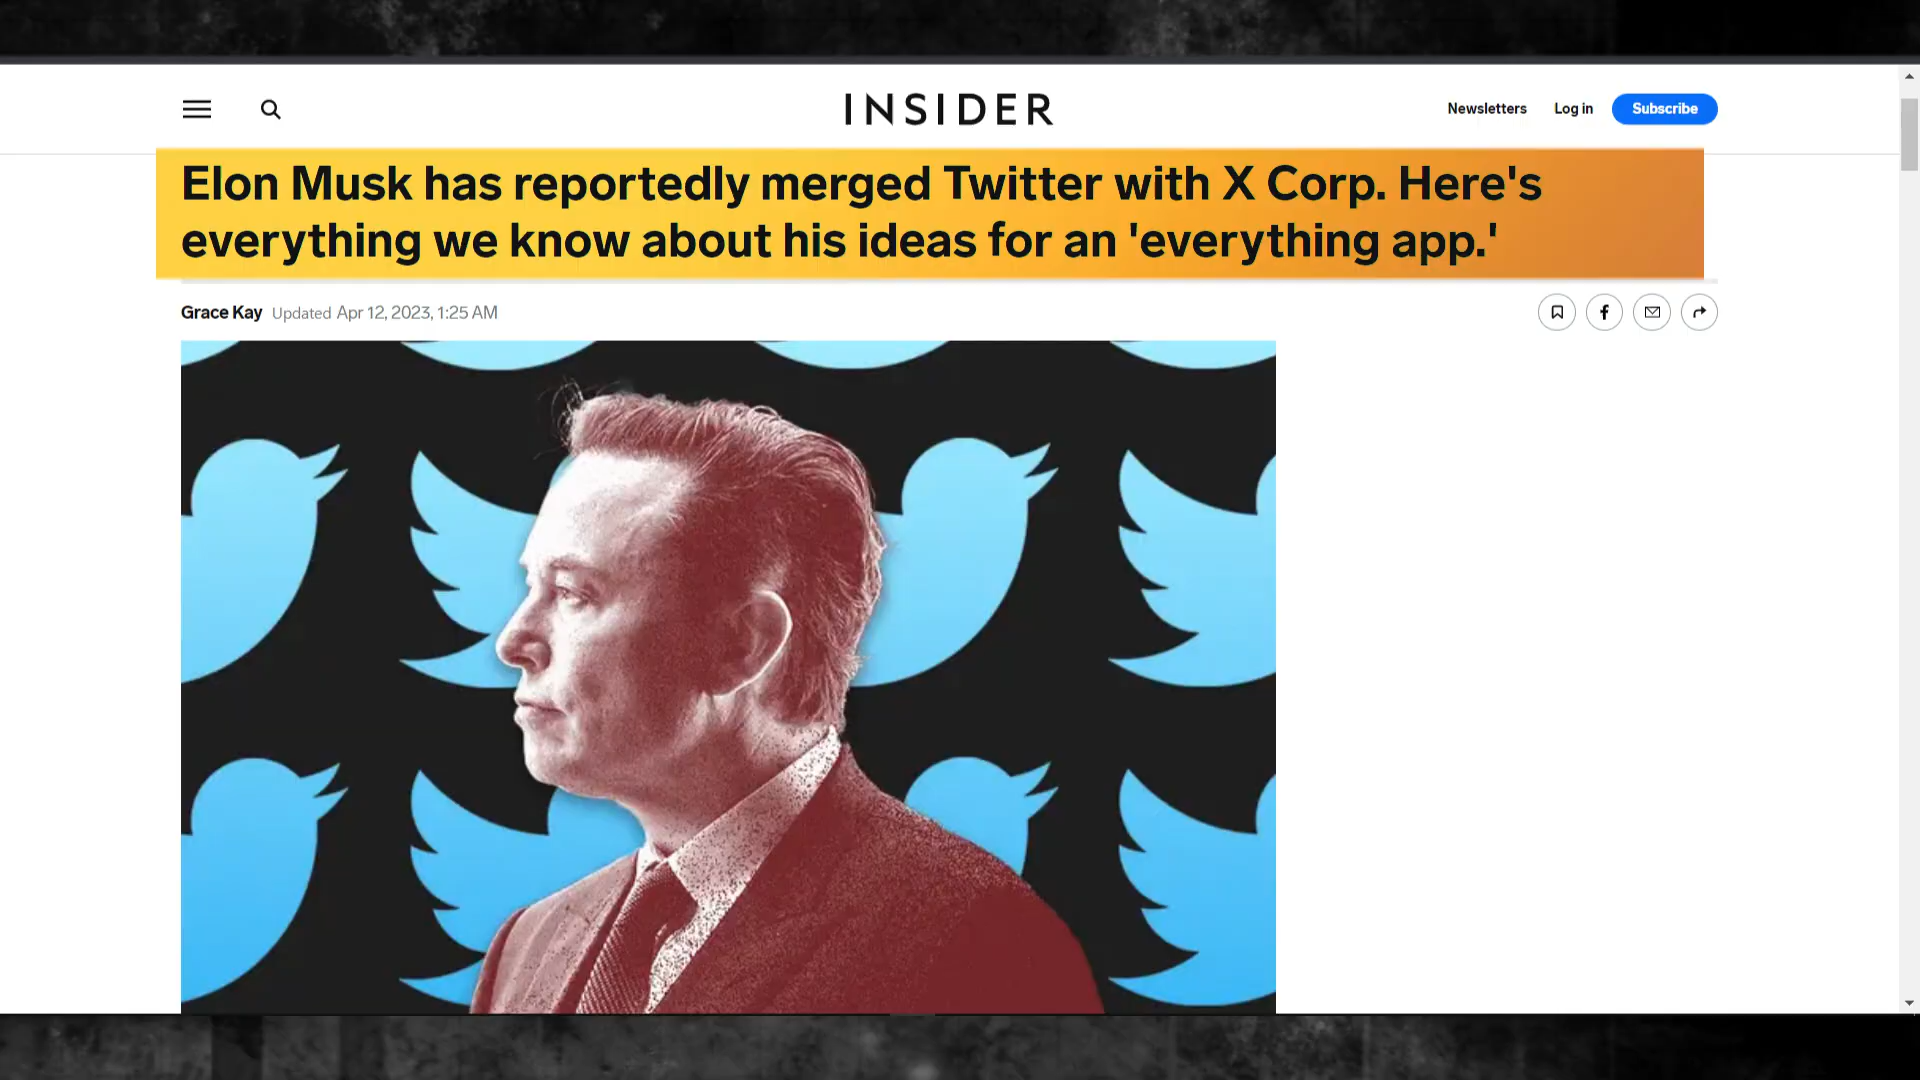 INSIDER
Newsletters
Log in
Subscribe
Elon Musk has reportedly merged Twitter with X Corp. Here's
everything we know about his ideas for an 'everything app.'
Grace Kay Updated Apr 12, 2023, 1:25 AM